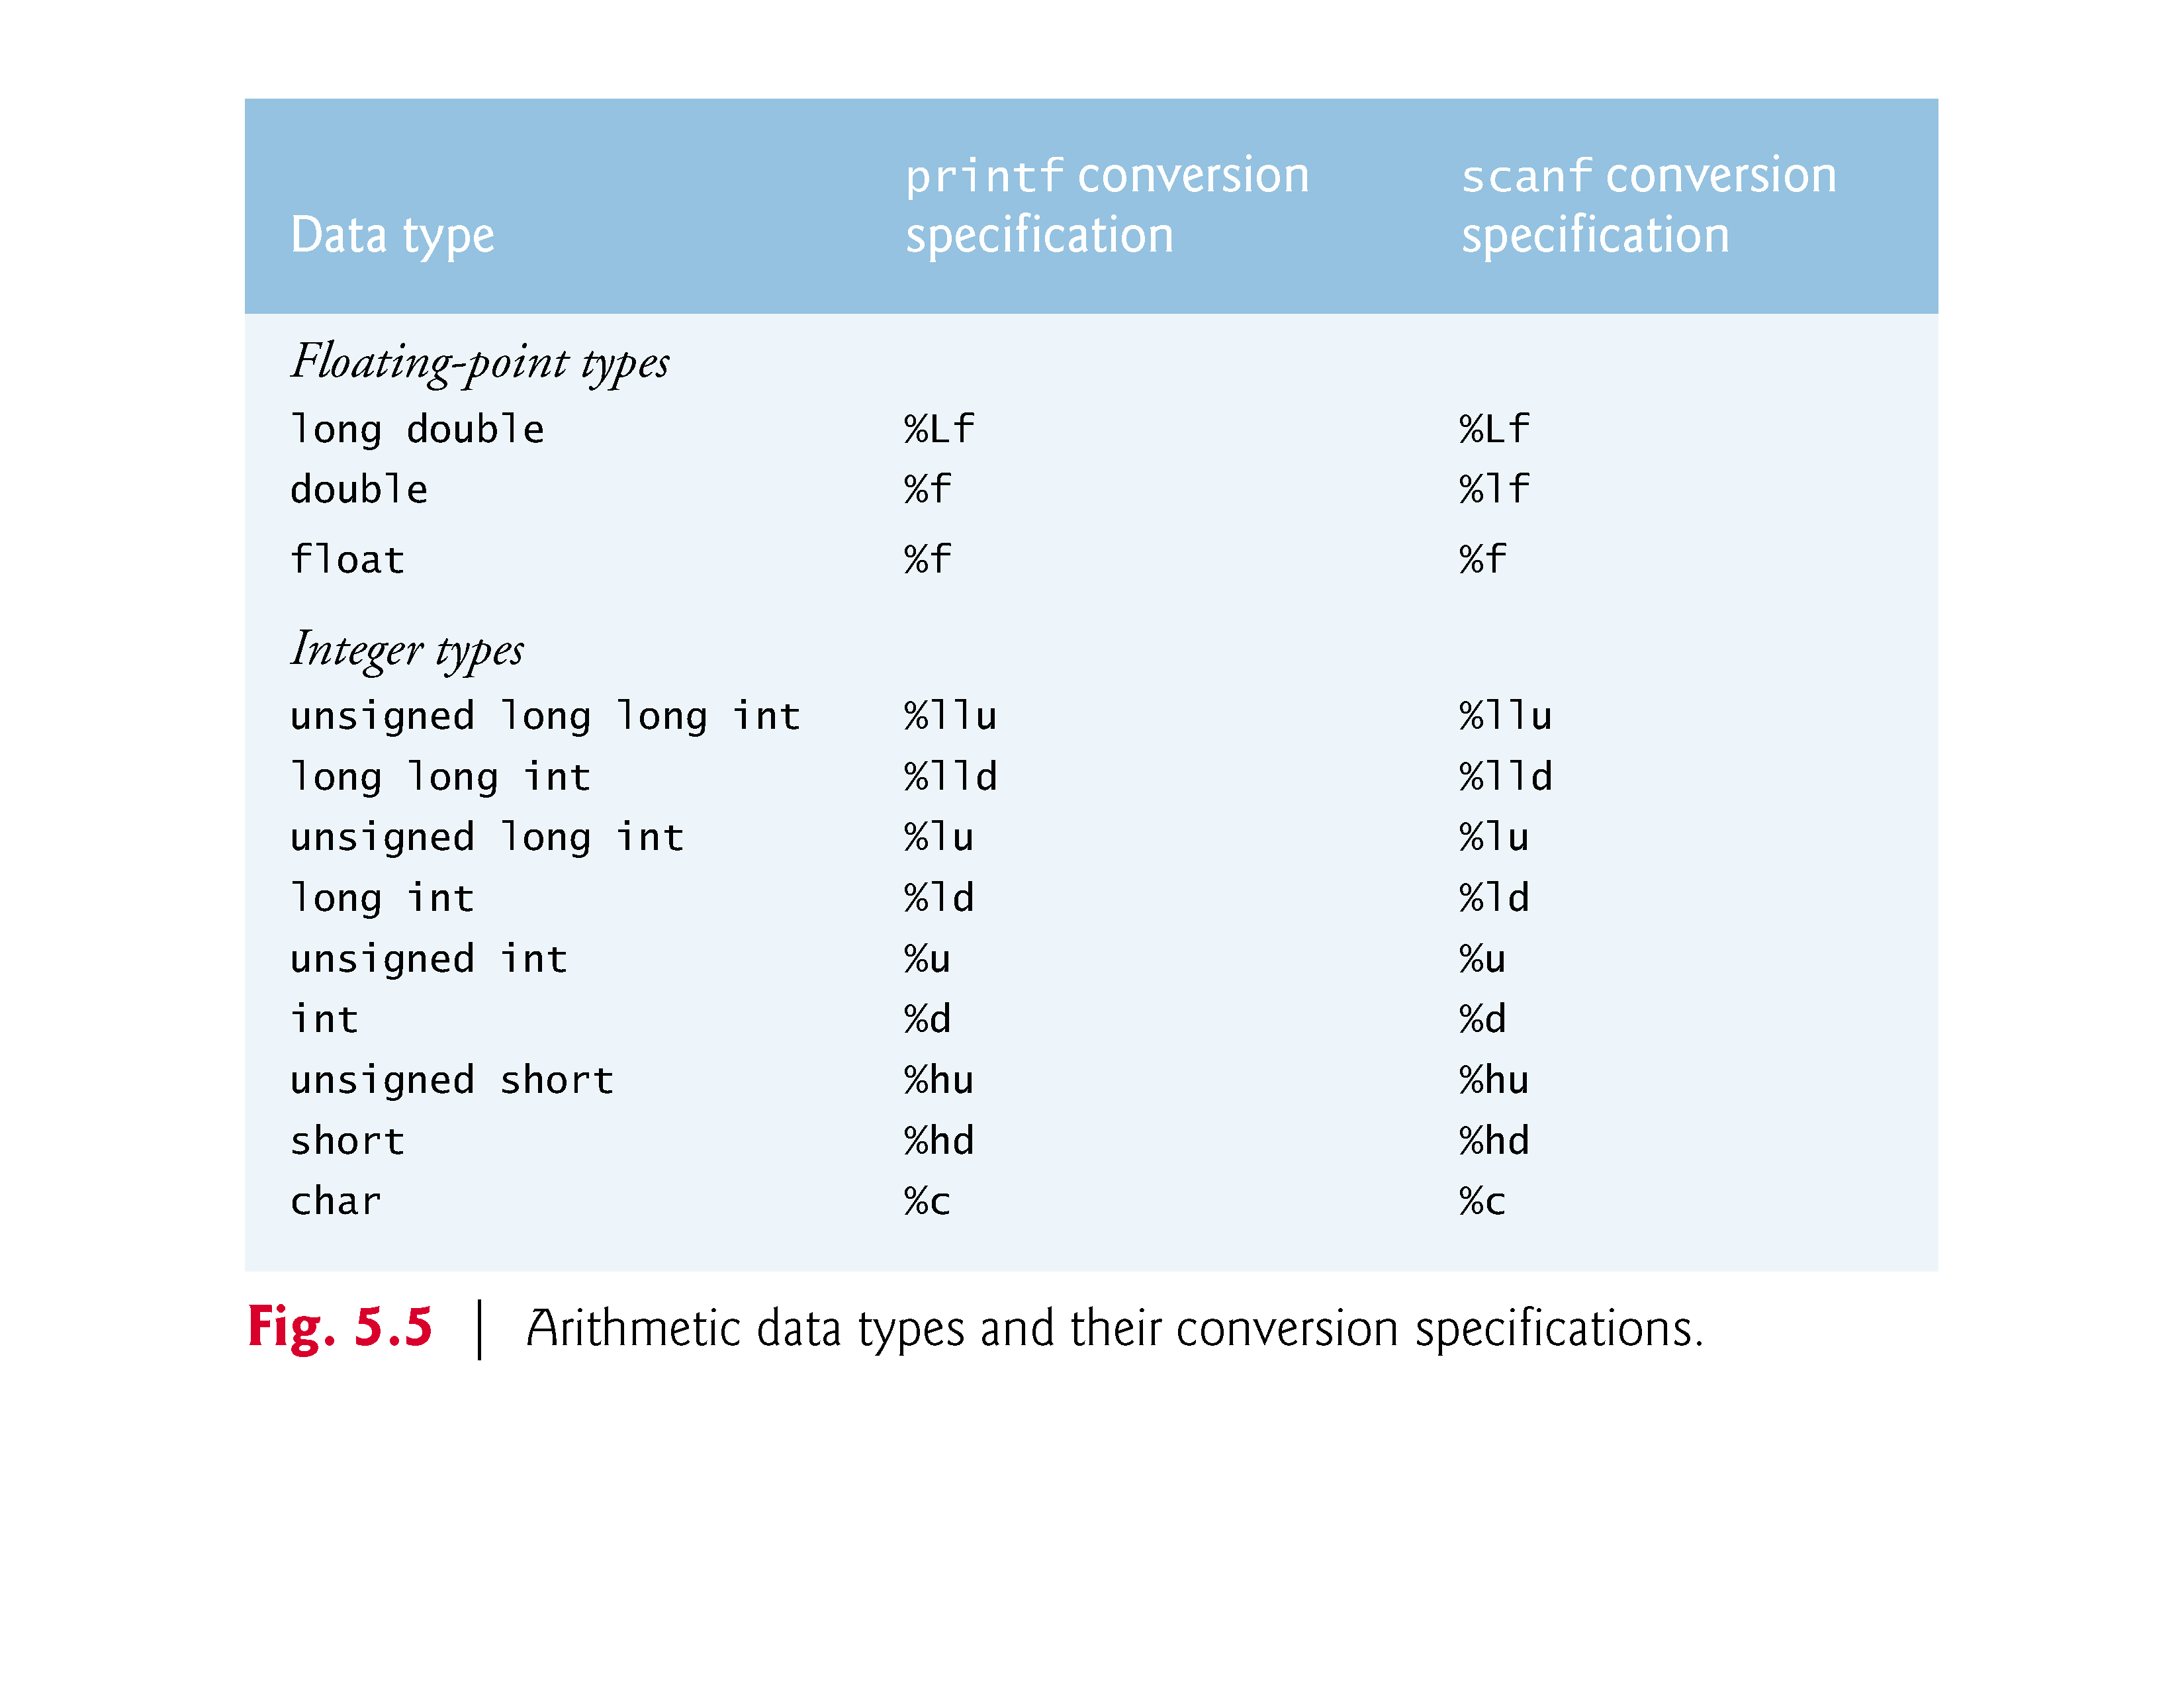 Data type printf conversion specification scanf conversion specification
Floating-point types
long double %Lf %Lf
double %f %lf
float %f %f
Integer types
unsigned long long int %llu %llu
long long int %lld %lld
unsigned long int %lu %lu
long int %ld %ld
unsigned int %u %u
int %d %d
unsigned short %hu %hu
short %hd %hd
char %c %c
Fig. 5.5 | Arithmetic data types and their conversion specifications.